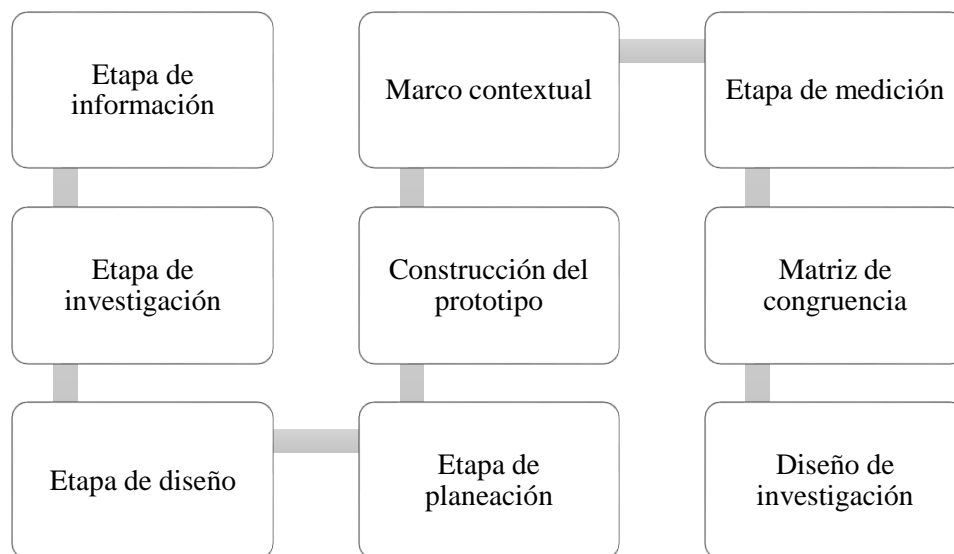 Etapa de
información
Etapa de
investigación
Etapa de diseño
Etapa de
planeación
Construcción del
prototipo
Marco contextual
Etapa de medición
Matriz de
congruencia
Diseño de
investigación